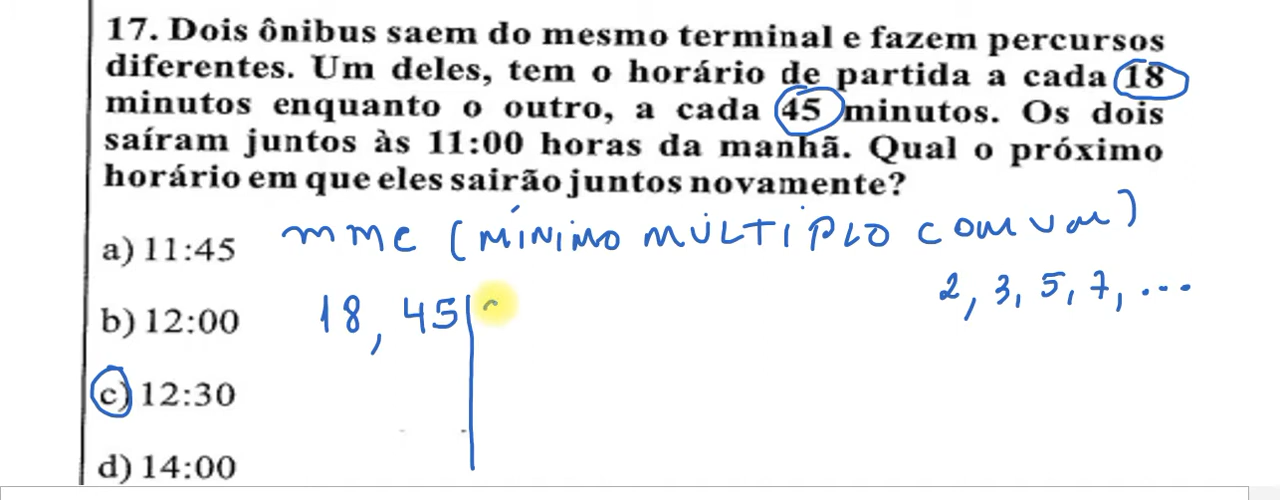 17. Dois ônibus saem do mesmo terminal e fazem percursos
diferentes. Um deles, tem o horário de partida a cada 18
minutos enquanto o outro, a cada 45 minutos. Os dois
saíram juntos às 11:00 horas da manhã. Qual o próximo
horário em que eles sairão juntos novamente?
mmc (MÍNIMO MÚLTIPLO COMUM)
a) 11:45
2, 3, 5, 7, ...
b) 12:00
18, 45
c) 12:30
d) 14:00